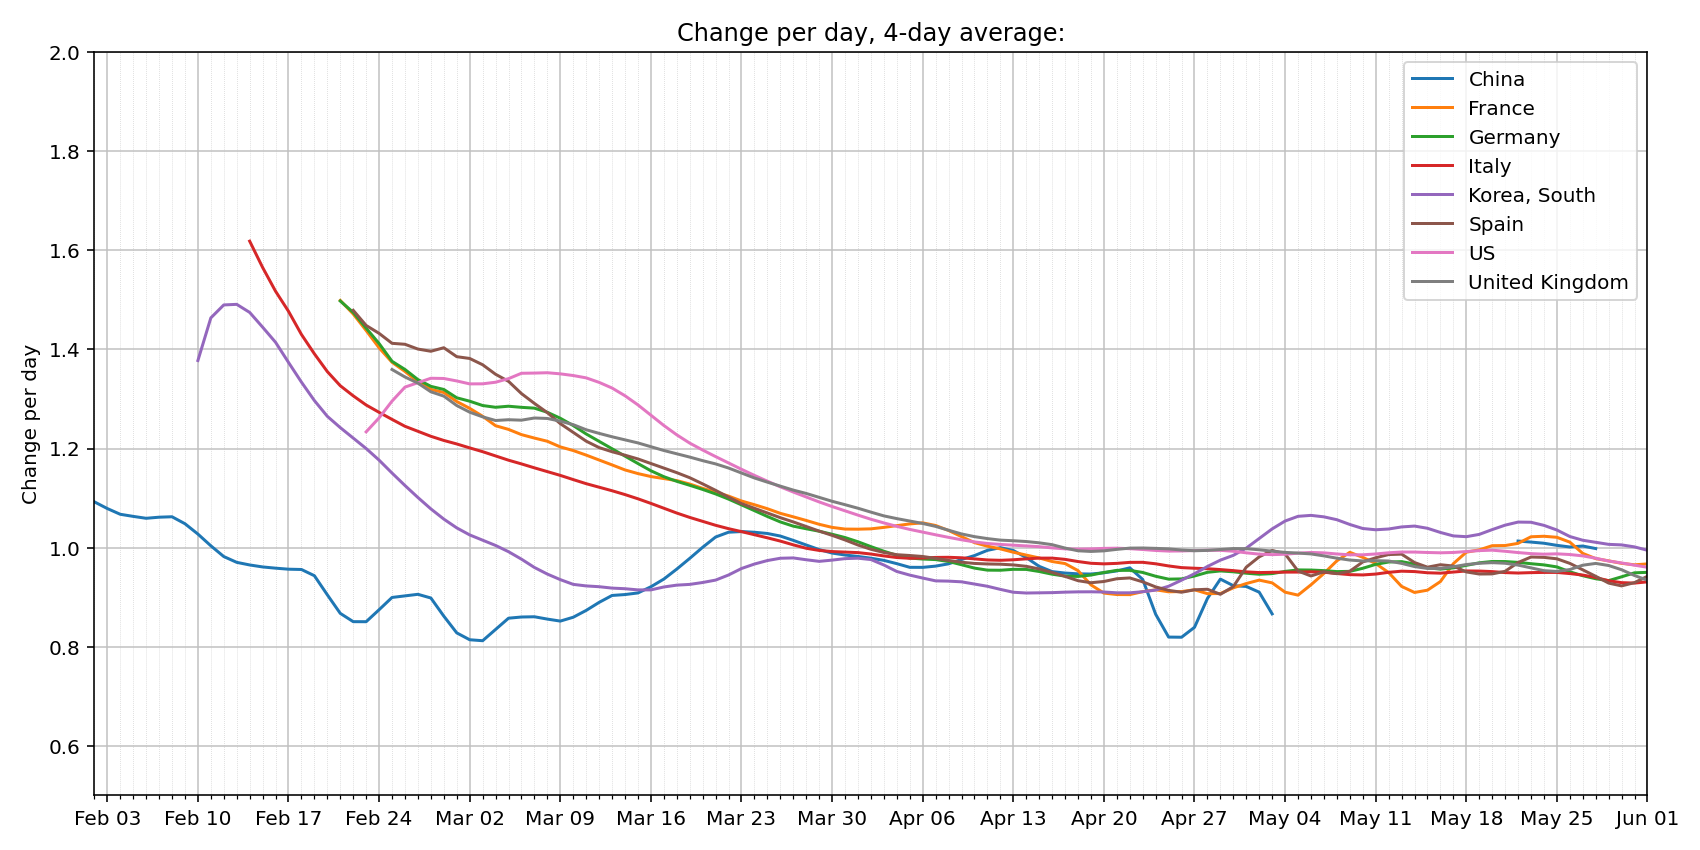 Change per day, 4-day average:
2.0
1.8
1.6
1.4
1.2
1.0
0.8
0.6
Change per day
China
France
Germany
Italy
Korea, South
Spain
US
United Kingdom
Feb 03 Feb 10 Feb 17 Feb 24 Mar 02 Mar 09 Mar 16 Mar 23 Mar 30 Apr 06 Apr 13 Apr 20 Apr 27 May 04 May 11 May 18 May 25 Jun 01